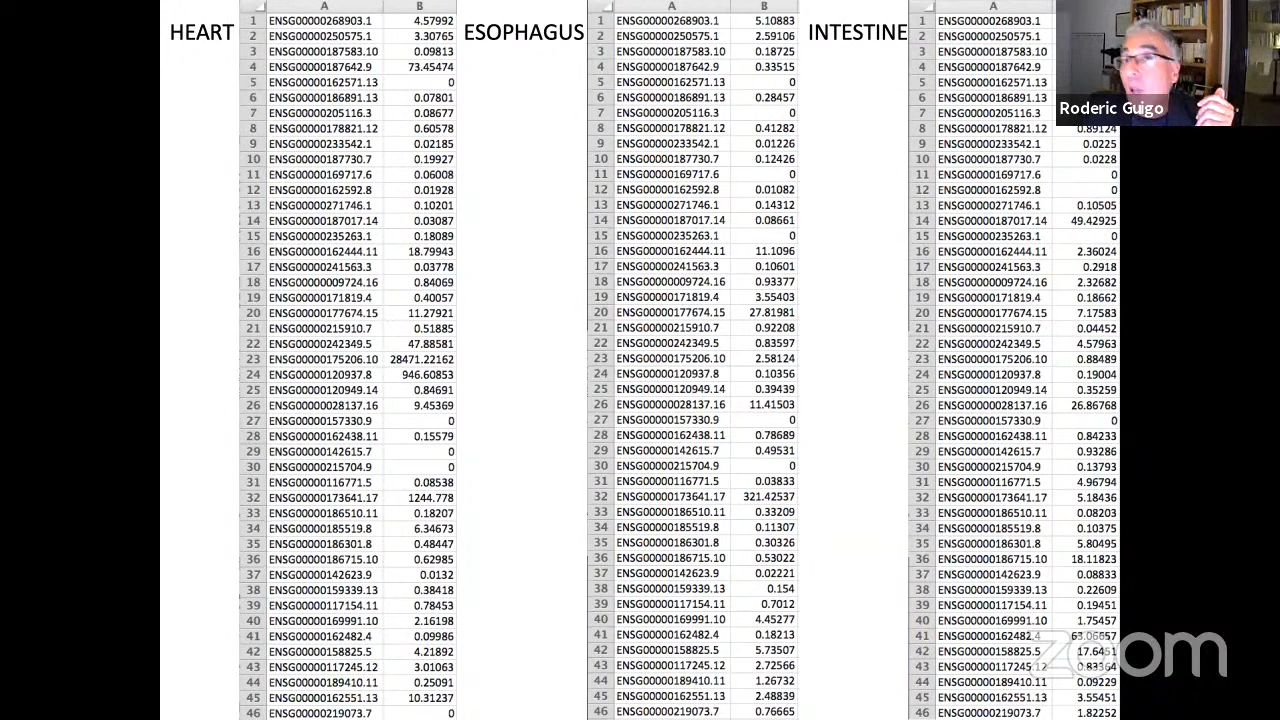 HEART
A B
1 ENSG00000268903.1 4.57992
2 ENSG00000250575.1 3.30765
3 ENSG00000187583.10 0.09813
4 ENSG00000187642.9 73.45474
5 ENSG00000162571.13 0
6 ENSG00000186891.13 0.07801
7 ENSG00000205116.3 0.08677
8 ENSG00000178821.12 0.60578
9 ENSG00000233542.1 0.02185
10 ENSG00000187730.7 0.19927
11 ENSG00000169717.6 0.06008
12 ENSG00000162592.8 0.01928
13 ENSG00000271746.1 0.10201
14 ENSG00000187017.14 0.03087
15 ENSG00000235263.1 0.18089
16 ENSG00000162444.11 18.79943
17 ENSG00000241563.3 0.03778
18 ENSG00000009724.16 0.84069
19 ENSG00000171819.4 0.40057
20 ENSG00000177674.15 11.27921
21 ENSG00000215910.7 0.51885
22 ENSG00000242349.5 47.88581
23 ENSG00000175206.10 28471.22162
24 ENSG00000120937.8 946.60853
25 ENSG00000120949.14 0.84691
26 ENSG00000028137.16 9.45369
27 ENSG00000157330.9 0
28 ENSG00000162438.11 0.15579
29 ENSG00000142615.7 0
30 ENSG00000215704.9 0
31 ENSG00000116771.5 0.08538
32 ENSG00000173641.17 1244.778
33 ENSG00000186510.11 0.18207
34 ENSG00000185519.8 6.34673
35 ENSG00000186301.8 0.48447
36 ENSG00000186715.10 0.62985
37 ENSG00000142623.9 0.0132
38 ENSG00000159339.13 0.38418
39 ENSG00000117154.11 0.78453
40 ENSG00000169991.10 2.16198
41 ENSG00000162482.4 0.09986
42 ENSG00000158825.5 4.21892
43 ENSG00000117245.12 3.01063
44 ENSG00000189410.11 0.25091
45 ENSG00000162551.13 10.31237
46 ENSG00000219073.7 0
ESOPHAGUS
A B
1 ENSG00000268903.1 5.10883
2 ENSG00000250575.1 2.59106
3 ENSG00000187583.10 0.18725
4 ENSG00000187642.9 0.33515
5 ENSG00000162571.13 0
6 ENSG00000186891.13 0.28457
7 ENSG00000205116.3 0
8 ENSG00000178821.12 0.41282
9 ENSG00000233542.1 0.01226
10 ENSG00000187730.7 0.12426
11 ENSG00000169717.6 0
12 ENSG00000162592.8 0.01082
13 ENSG00000271746.1 0.14312
14 ENSG00000187017.14 0.08661
15 ENSG00000235263.1 0
16 ENSG00000162444.11 11.1096
17 ENSG00000241563.3 0.10601
18 ENSG00000009724.16 0.93377
19 ENSG00000171819.4 3.55403
20 ENSG00000177674.15 27.81981
21 ENSG00000215910.7 0.92208
22 ENSG00000242349.5 0.83597
23 ENSG00000175206.10 2.58124
24 ENSG00000120937.8 0.10356
25 ENSG00000120949.14 0.39439
26 ENSG00000028137.16 11.41503
27 ENSG00000157330.9 0
28 ENSG00000162438.11 0.78689
29 ENSG00000142615.7 0.49531
30 ENSG00000215704.9 0
31 ENSG00000116771.5 0.03833
32 ENSG00000173641.17 321.42537
33 ENSG00000186510.11 0.33209
34 ENSG00000185519.8 0.11307
35 ENSG00000186301.8 0.30326
36 ENSG00000186715.10 0.53022
37 ENSG00000142623.9 0.02221
38 ENSG00000159339.13 0.154
39 ENSG00000117154.11 0.7012
40 ENSG00000169991.10 4.45277
41 ENSG00000162482.4 0.18213
42 ENSG00000158825.5 5.73507
43 ENSG00000117245.12 2.72566
44 ENSG00000189410.11 1.26732
45 ENSG00000162551.13 2.48839
46 ENSG00000219073.7 0.76665
INTESTINE
A
1 ENSG00000268903.1
2 ENSG00000250575.1
3 ENSG00000187583.10
4 ENSG00000187642.9
5 ENSG00000162571.13
6 ENSG00000186891.13
7 ENSG00000205116.3
8 ENSG00000178821.12 0.89124
9 ENSG00000233542.1 0.0225
10 ENSG00000187730.7 0.0228
11 ENSG00000169717.6 0
12 ENSG00000162592.8 0
13 ENSG00000271746.1 0.10505
14 ENSG00000187017.14 49.42925
15 ENSG00000235263.1 0
16 ENSG00000162444.11 2.36024
17 ENSG00000241563.3 0.2918
18 ENSG00000009724.16 2.32682
19 ENSG00000171819.4 0.18662
20 ENSG00000177674.15 7.17583
21 ENSG00000215910.7 0.04452
22 ENSG00000242349.5 4.57963
23 ENSG00000175206.10 0.88489
24 ENSG00000120937.8 0.19004
25 ENSG00000120949.14 0.35259
26 ENSG00000028137.16 26.86768
27 ENSG00000157330.9 0
28 ENSG00000162438.11 0.84233
29 ENSG00000142615.7 0.93286
30 ENSG00000215704.9 0.13793
31 ENSG00000116771.5 4.96794
32 ENSG00000173641.17 5.18436
33 ENSG00000186510.11 0.08203
34 ENSG00000185519.8 0.10375
35 ENSG00000186301.8 5.80495
36 ENSG00000186715.10 18.11823
37 ENSG00000142623.9 0.08833
38 ENSG00000159339.13 0.22609
39 ENSG00000117154.11 0.19451
40 ENSG00000169991.10 1.75457
41 ENSG00000162482.4 63.06657
42 ENSG00000158825.5 17.6451
43 ENSG00000117245.12 0.83364
44 ENSG00000189410.11 0.09229
45 ENSG00000162551.13 3.55451
46 ENSG00000219073.7 1.82252
Roderic Guigo
zoom